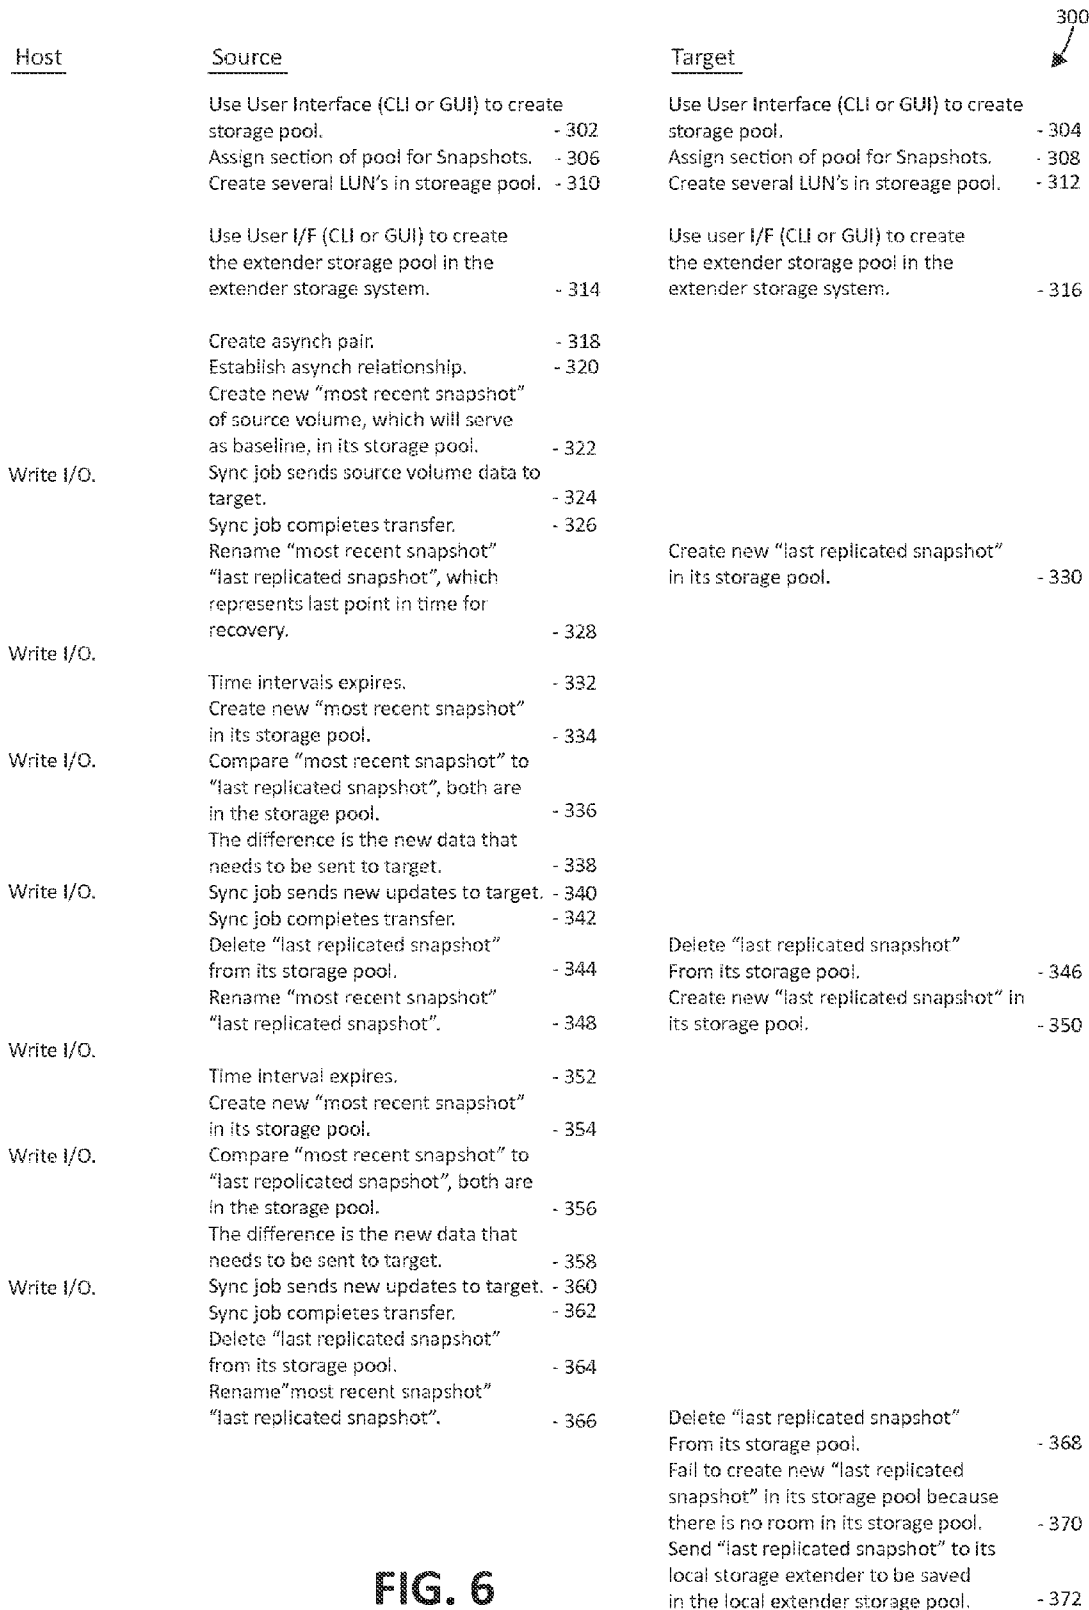 300
Host Source Target
Use User Interface (CLI or GUI) to create Use User Interface (CLI or GUI) to create
storage pool. - 302 storage pool. - 304
Assign section of pool for Snapshots. - 306 Assign section of pool for Snapshots. - 308
Create several LUN's in storeage pool. - 310 Create several LUN's in storeage pool. - 312
Use User I/F (CLI or GUI) to create Use user I/F (CLI or GUI) to create
the extender storage pool in the the extender storage pool in the
extender storage system. - 314 extender storage system. - 316
Create asynch pair. - 318
Establish asynch relationship. - 320
Create new “most recent snapshot”
of source volume, which will serve
as baseline, in its storage pool. - 322
Write I/O. Sync job sends source volume data to
target. - 324
Sync job completes transfer. - 326
Rename “most recent snapshot” Create new “last replicated snapshot”
“last replicated snapshot”, which in its storage pool. - 330
represents last point in time for
recovery. - 328
Write I/O.
Time intervals expires. - 332
Create new “most recent snapshot”
in its storage pool. - 334
Write I/O. Compare “most recent snapshot” to
“last replicated snapshot”, both are
in the storage pool. - 336
The difference is the new data that
needs to be sent to target. - 338
Write I/O. Sync job sends new updates to target. - 340
Sync job completes transfer. - 342
Delete “last replicated snapshot” Delete “last replicated snapshot”
from its storage pool. - 344 From its storage pool. - 346
Rename “most recent snapshot” Create new “last replicated snapshot” in
“last replicated snapshot”. - 348 its storage pool. - 350
Write I/O.
Time interval expires. - 352
Create new “most recent snapshot”
in its storage pool. - 354
Write I/O. Compare “most recent snapshot” to
“last repolicated snapshot”, both are
in the storage pool. - 356
The difference is the new data that
needs to be sent to target. - 358
Write I/O. Sync job sends new updates to target. - 360
Sync job completes transfer. - 362
Delete “last replicated snapshot”
from its storage pool. - 364
Rename”most recent snapshot”
“last replicated snapshot”. - 366 Delete “last replicated snapshot”
From its storage pool. - 368
Fail to create new “last replicated
snapshot” in its storage pool because
there is no room in its storage pool. - 370
Send “last replicated snapshot” to its
local storage extender to be saved
in the local extender storage pool. - 372
FIG. 6